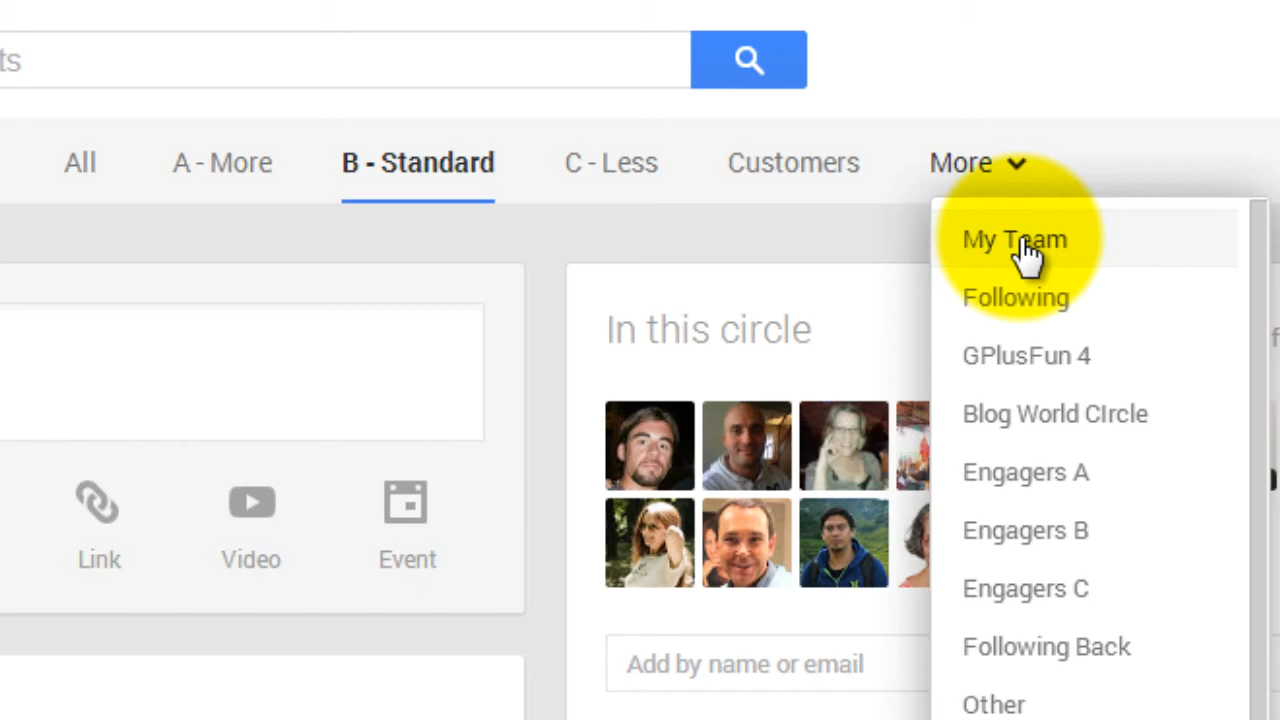 ts
All A - More B - Standard C - Less Customers More
My Team
Following
In this circle
GPlusFun 4
Blog World CIrcle
Engagers A
Engagers B
Link Video Event
Engagers C
Following Back
Add by name or email
Other